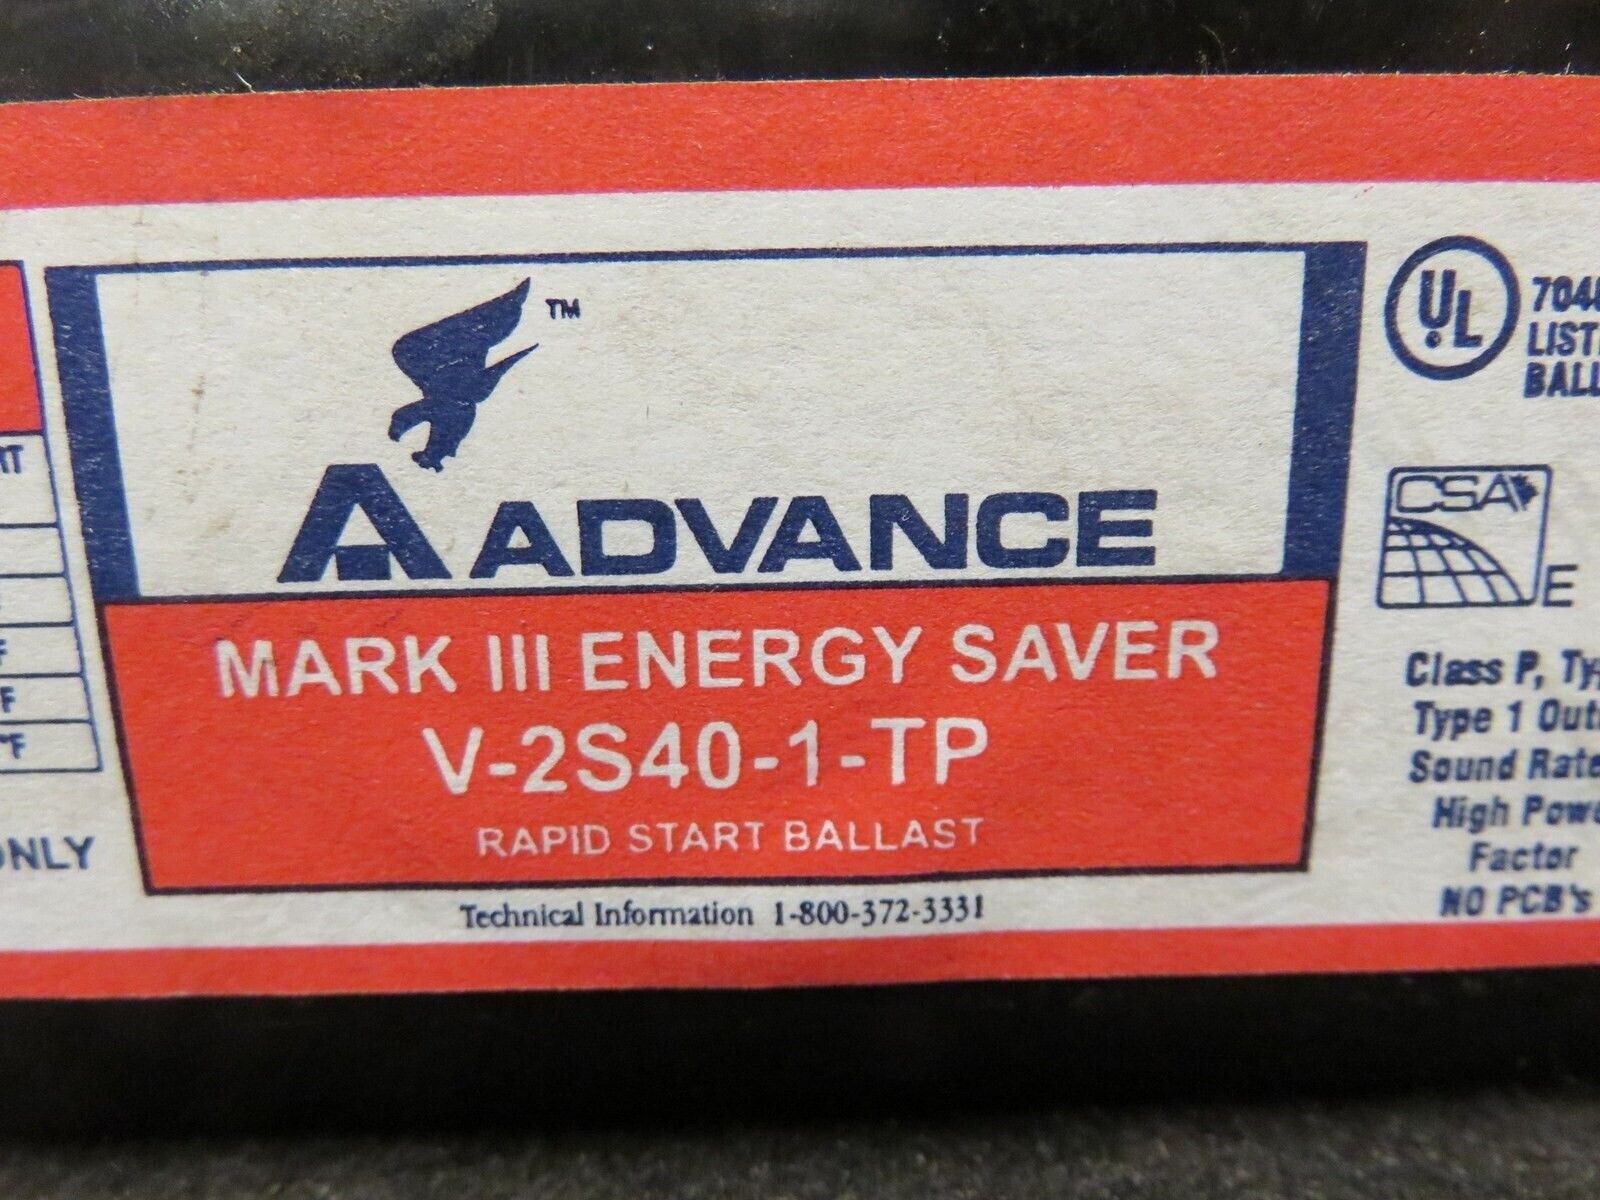 ™
ADVANCE
MARK III ENERGY SAVER
V-2S40-1-TP
RAPID START BALLAST
Technical Information 1-800-372-3331
F
F
°F
ONLY
UL
CSA
E
Class P,
Type 1
Sound
High
Factor
NO PCB's